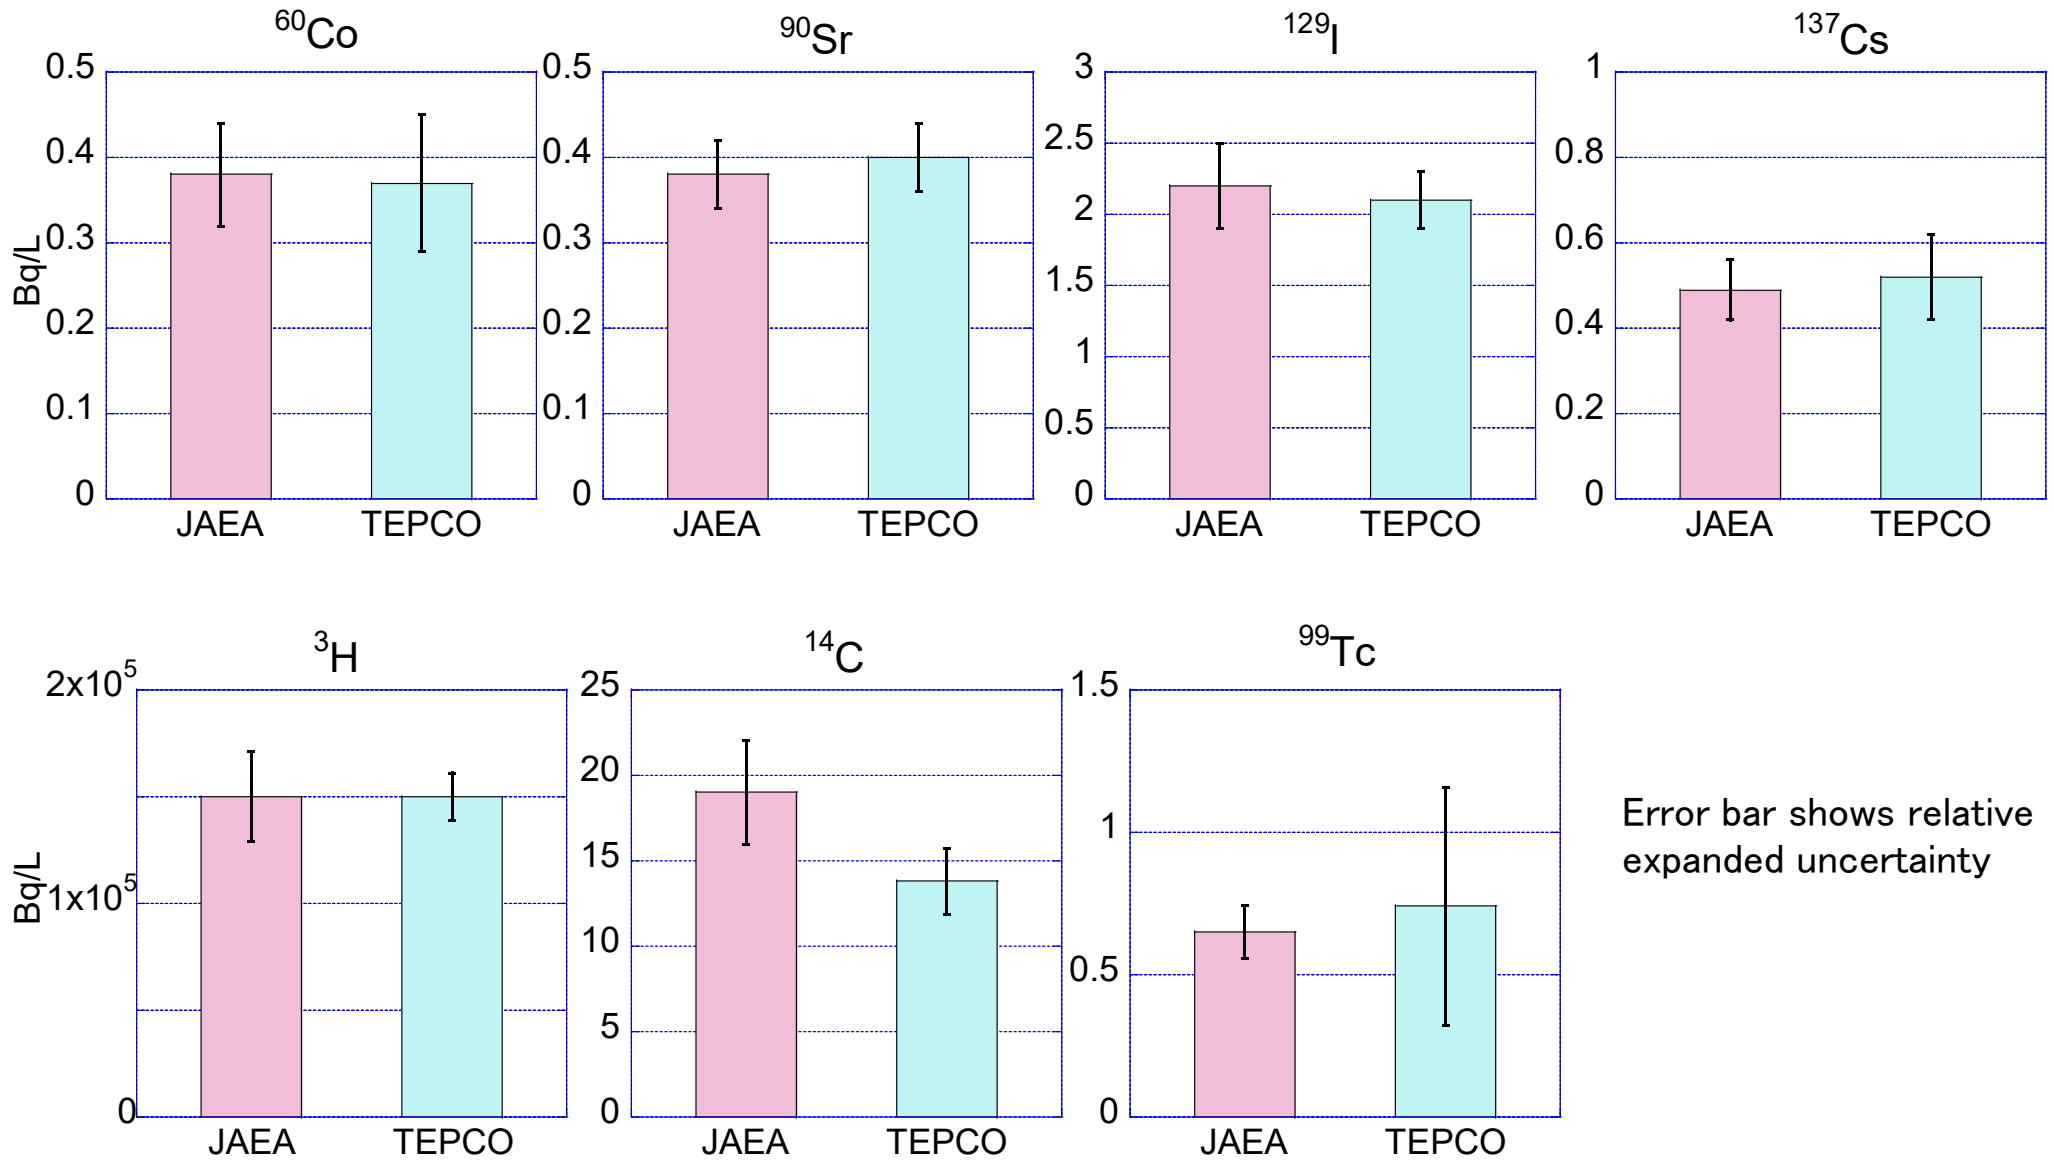 ⁶⁰Co
⁹⁰Sr
¹²⁹I
¹³⁷Cs
Bq/L
0.5
0.4
0.3
0.2
0.1
0
JAEA TEPCO
0.5
0.4
0.3
0.2
0.1
0
JAEA TEPCO
3
2.5
2
1.5
1
0.5
0
JAEA TEPCO
1
0.8
0.6
0.4
0.2
0
JAEA TEPCO
³H
¹⁴C
⁹⁹Tc
Bq/L
2x10⁵
1x10⁵
0
JAEA TEPCO
25
20
15
10
5
0
JAEA TEPCO
1.5
1
0.5
0
JAEA TEPCO
Error bar shows relative
expanded uncertainty